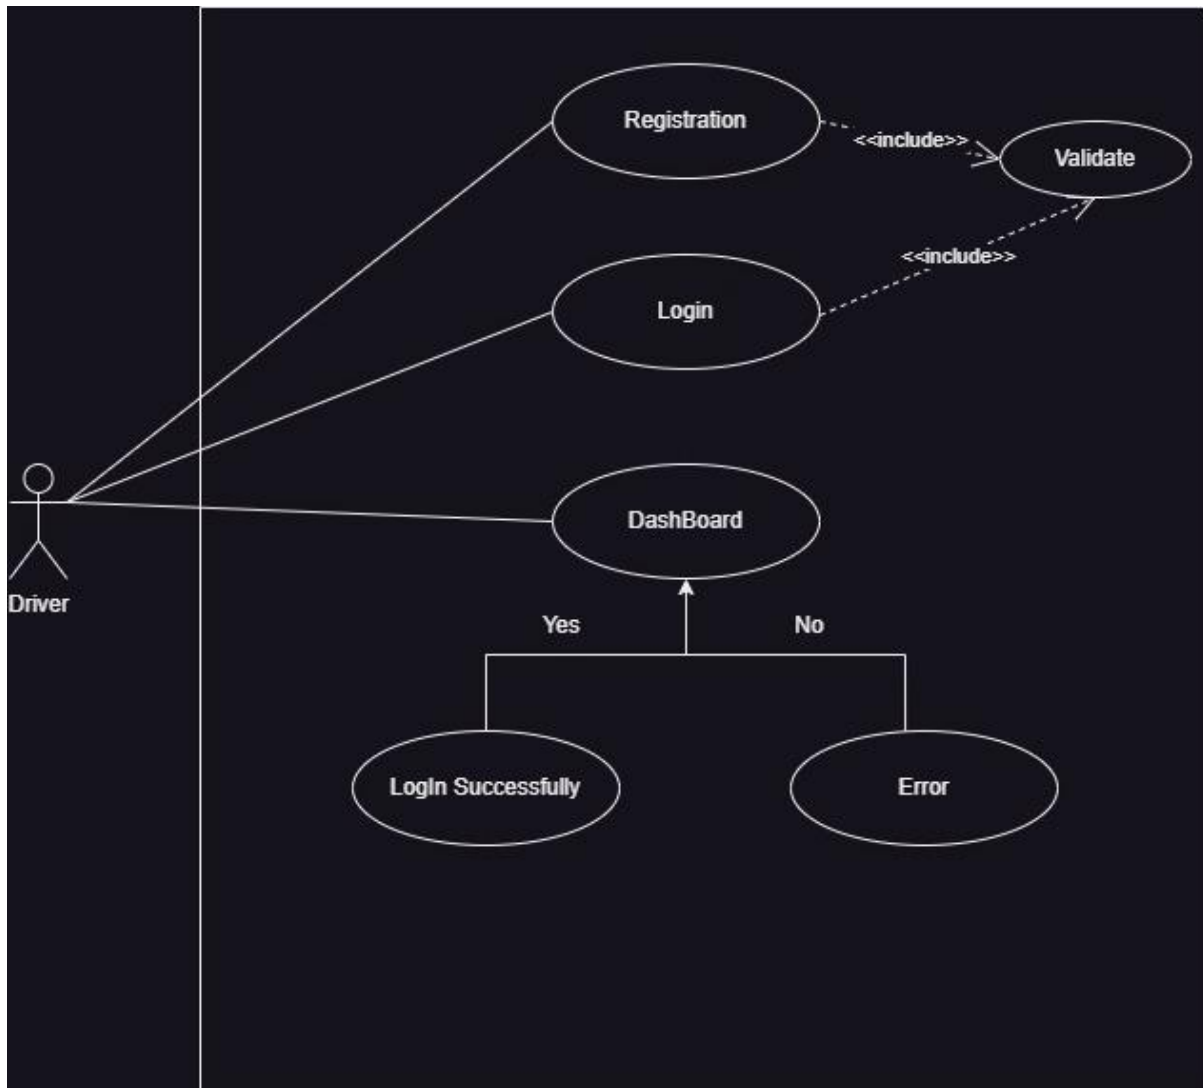 Registration
<<include>>
Validate
<<include>>
Login
DashBoard
Driver
Yes
No
LogIn Successfully
Error